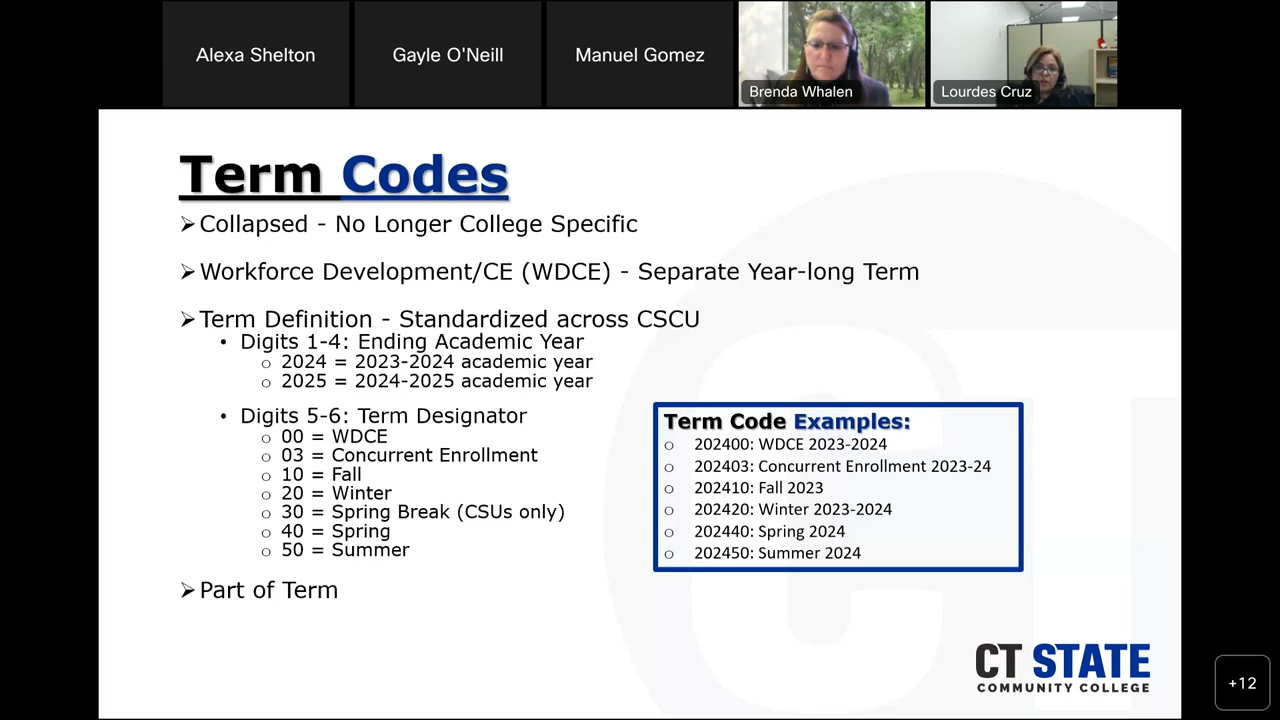 Alexa Shelton
Gayle O'Neill
Manuel Gomez
Brenda Whalen
Lourdes Cruz
Term Codes
Collapsed - No Longer College Specific
Workforce Development/CE (WDCE) - Separate Year-long Term
Term Definition - Standardized across CSCU
Digits 1-4: Ending Academic Year
2024 = 2023-2024 academic year
2025 = 2024-2025 academic year
Digits 5-6: Term Designator
00 = WDCE
03 = Concurrent Enrollment
10 = Fall
20 = Winter
30 = Spring Break (CSUs only)
40 = Spring
50 = Summer
Term Code Examples:
202400: WDCE 2023-2024
202403: Concurrent Enrollment 2023-24
202410: Fall 2023
202420: Winter 2023-2024
202440: Spring 2024
202450: Summer 2024
Part of Term
CT STATE
COMMUNITY COLLEGE
+12